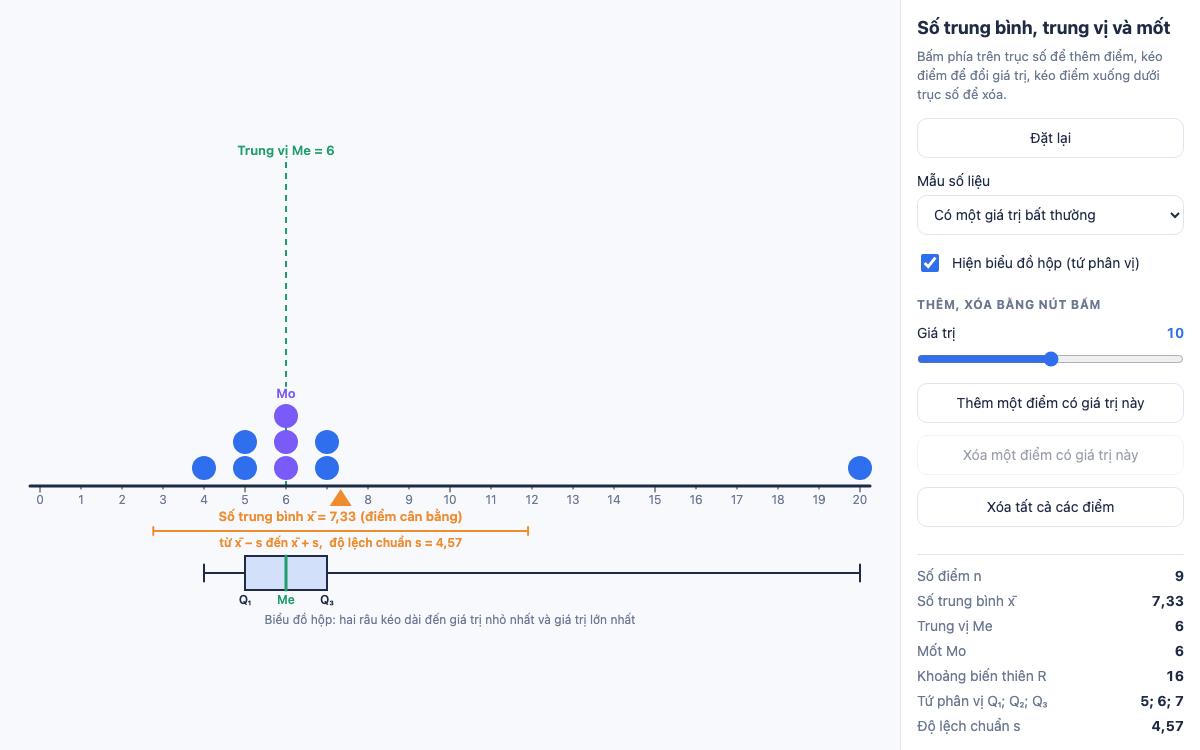 Số trung bình, trung vị và mốt
Bấm phía trên trục số để thêm điểm, kéo
điểm để đổi giá trị, kéo điểm xuống dưới
trục số để xóa.
Đặt lại
Mẫu số liệu
Có một giá trị bất thường
Hiện biểu đồ hộp (tứ phân vị)
THÊM, XÓA BẰNG NÚT BẤM
Giá trị 10
Thêm một điểm có giá trị này
Xóa một điểm có giá trị này
Xóa tất cả các điểm
Số điểm n 9
Số trung bình x̄ 7,33
Trung vị Me 6
Mốt Mo 6
Khoảng biến thiên R 16
Tứ phân vị Q₁; Q₂; Q₃ 5; 6; 7
Độ lệch chuẩn s 4,57
Trung vị Me = 6
Mo
0 1 2 3 4 5 6 8 9 10 11 12 13 14 15 16 17 18 19 20
Số trung bình x̄ = 7,33 (điểm cân bằng)
từ x̄ − s đến x̄ + s, độ lệch chuẩn s = 4,57
Q₁ Me Q₃
Biểu đồ hộp: hai râu kéo dài đến giá trị nhỏ nhất và giá trị lớn nhất